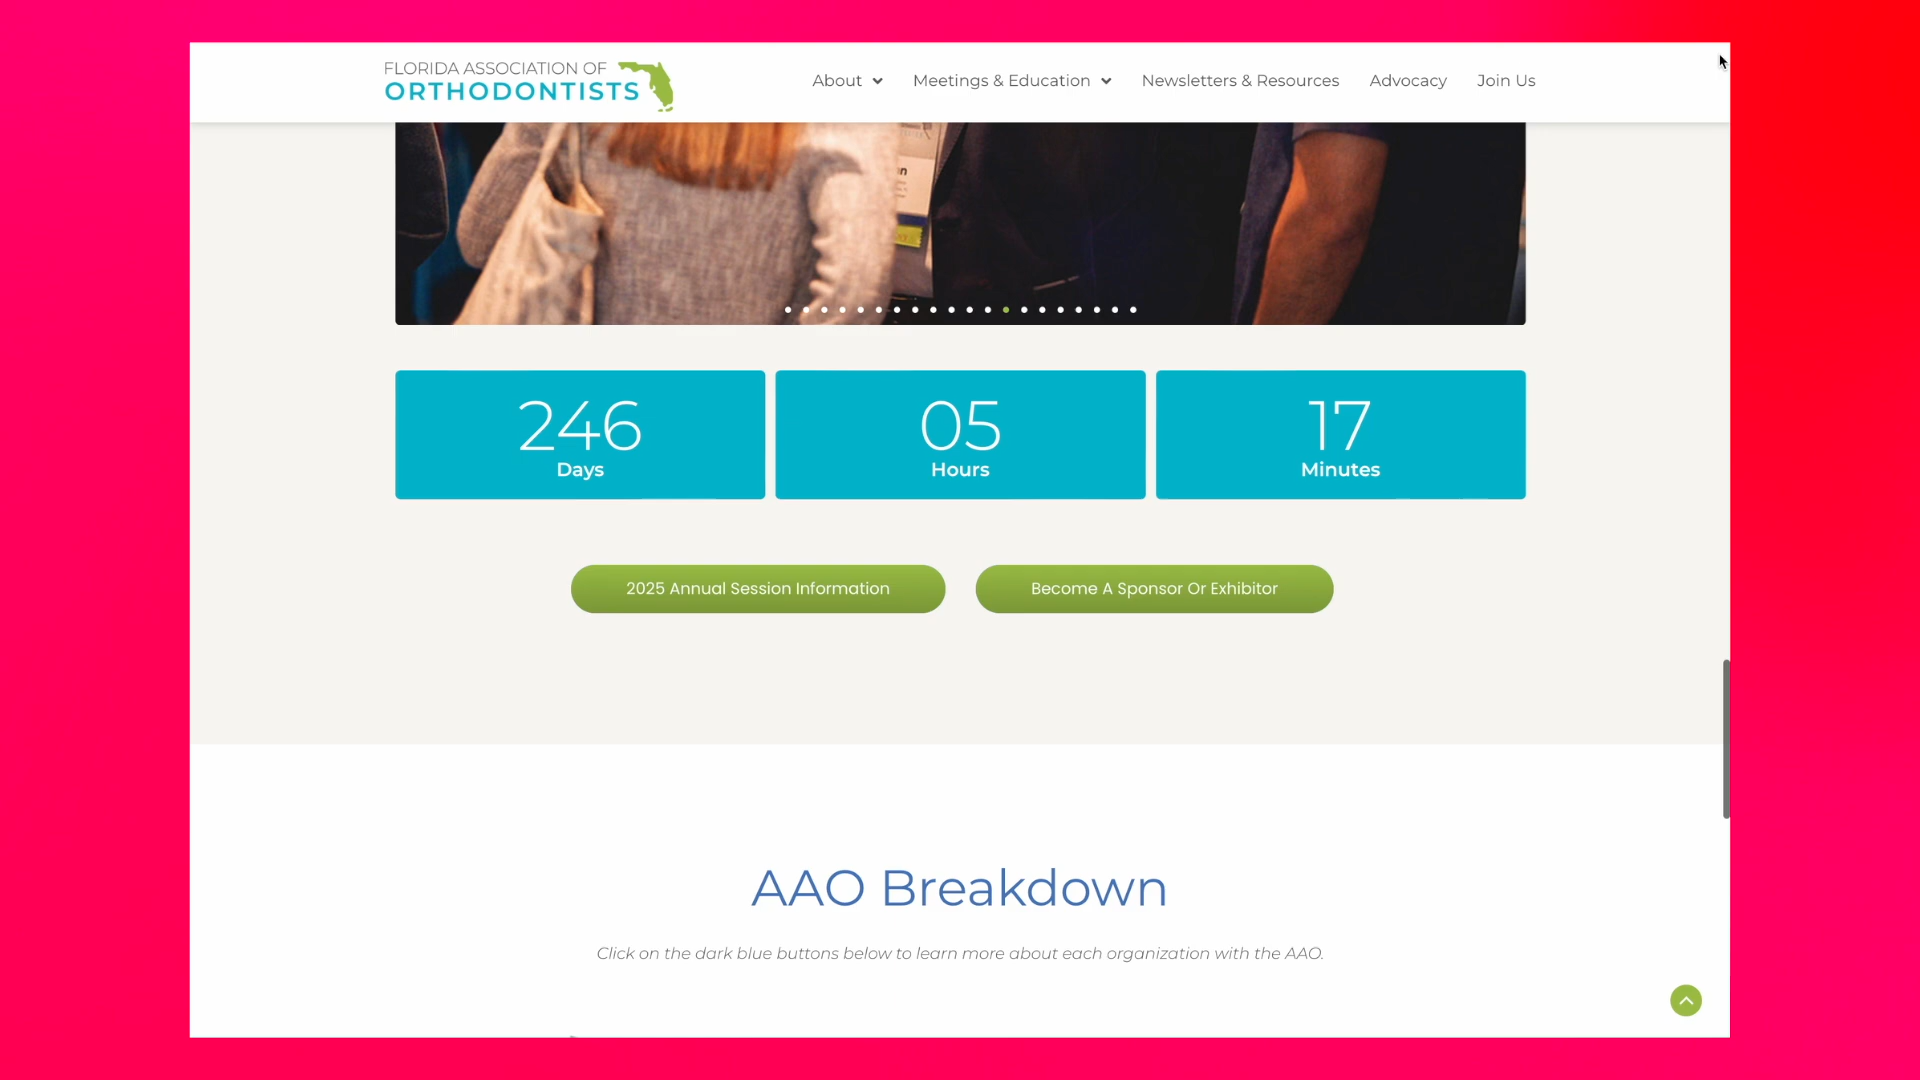 FLORIDA ASSOCIATION OF
ORTHODONTISTS
About
Meetings & Education
Newsletters & Resources
Advocacy
Join Us
246
Days
05
Hours
17
Minutes
2025 Annual Session Information
Become A Sponsor Or Exhibitor
AAO Breakdown
Click on the dark blue buttons below to learn more about each organization with the AAO.